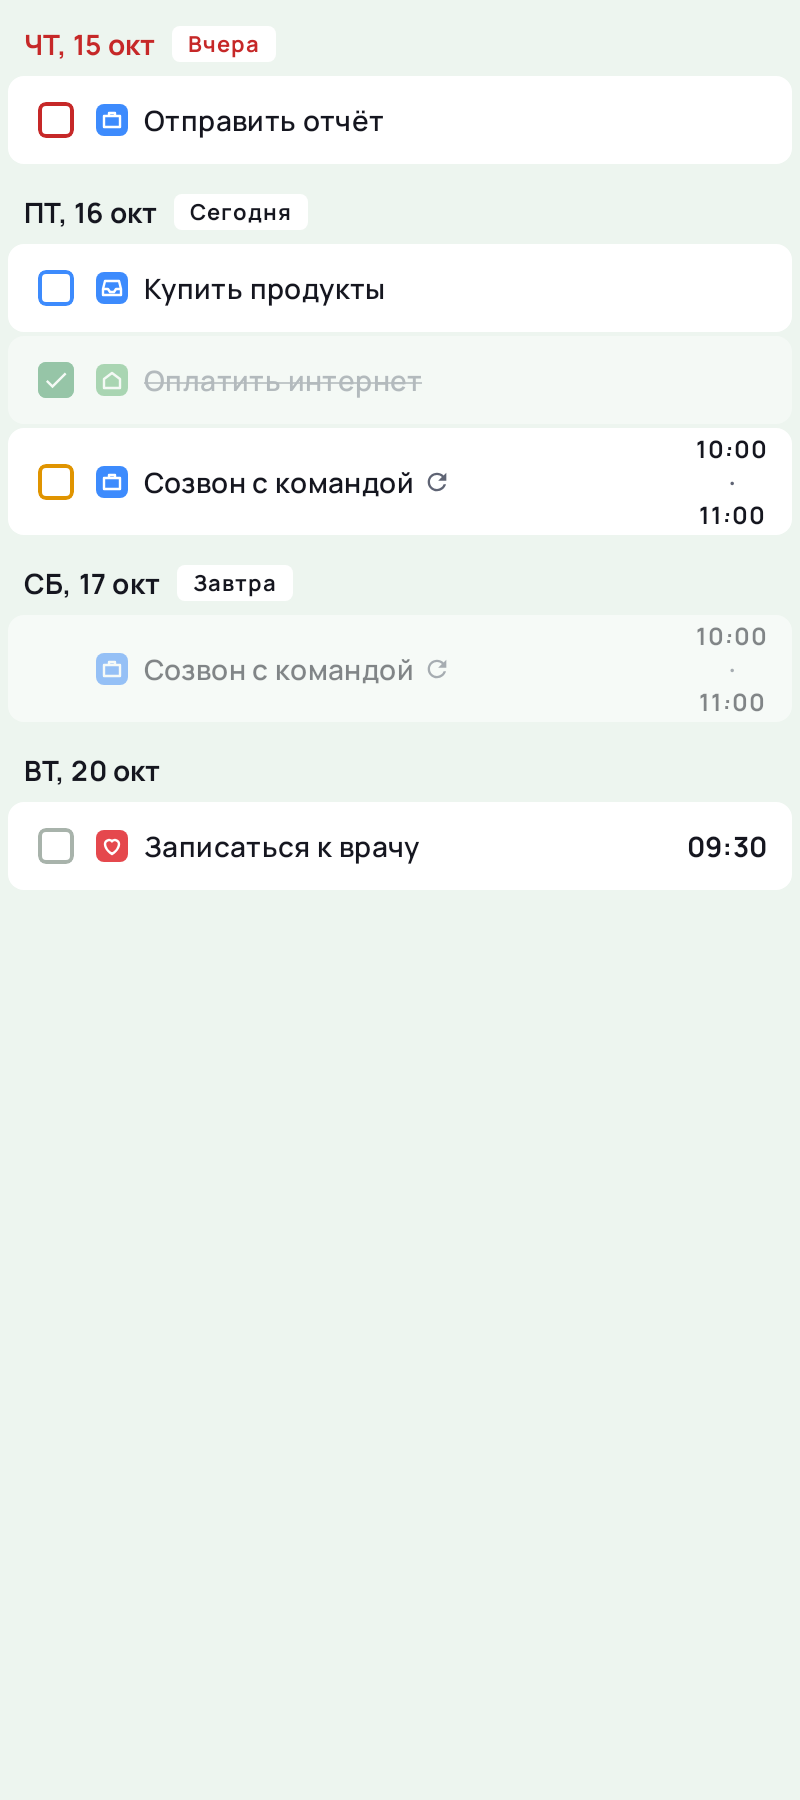 ЧТ, 15 окт Вчера
Отправить отчёт
ПТ, 16 окт Сегодня
Купить продукты
Оплатить интернет
Созвон с командой
10:00
·
11:00
СБ, 17 окт Завтра
Созвон с командой
10:00
·
11:00
ВТ, 20 окт
Записаться к врачу 09:30